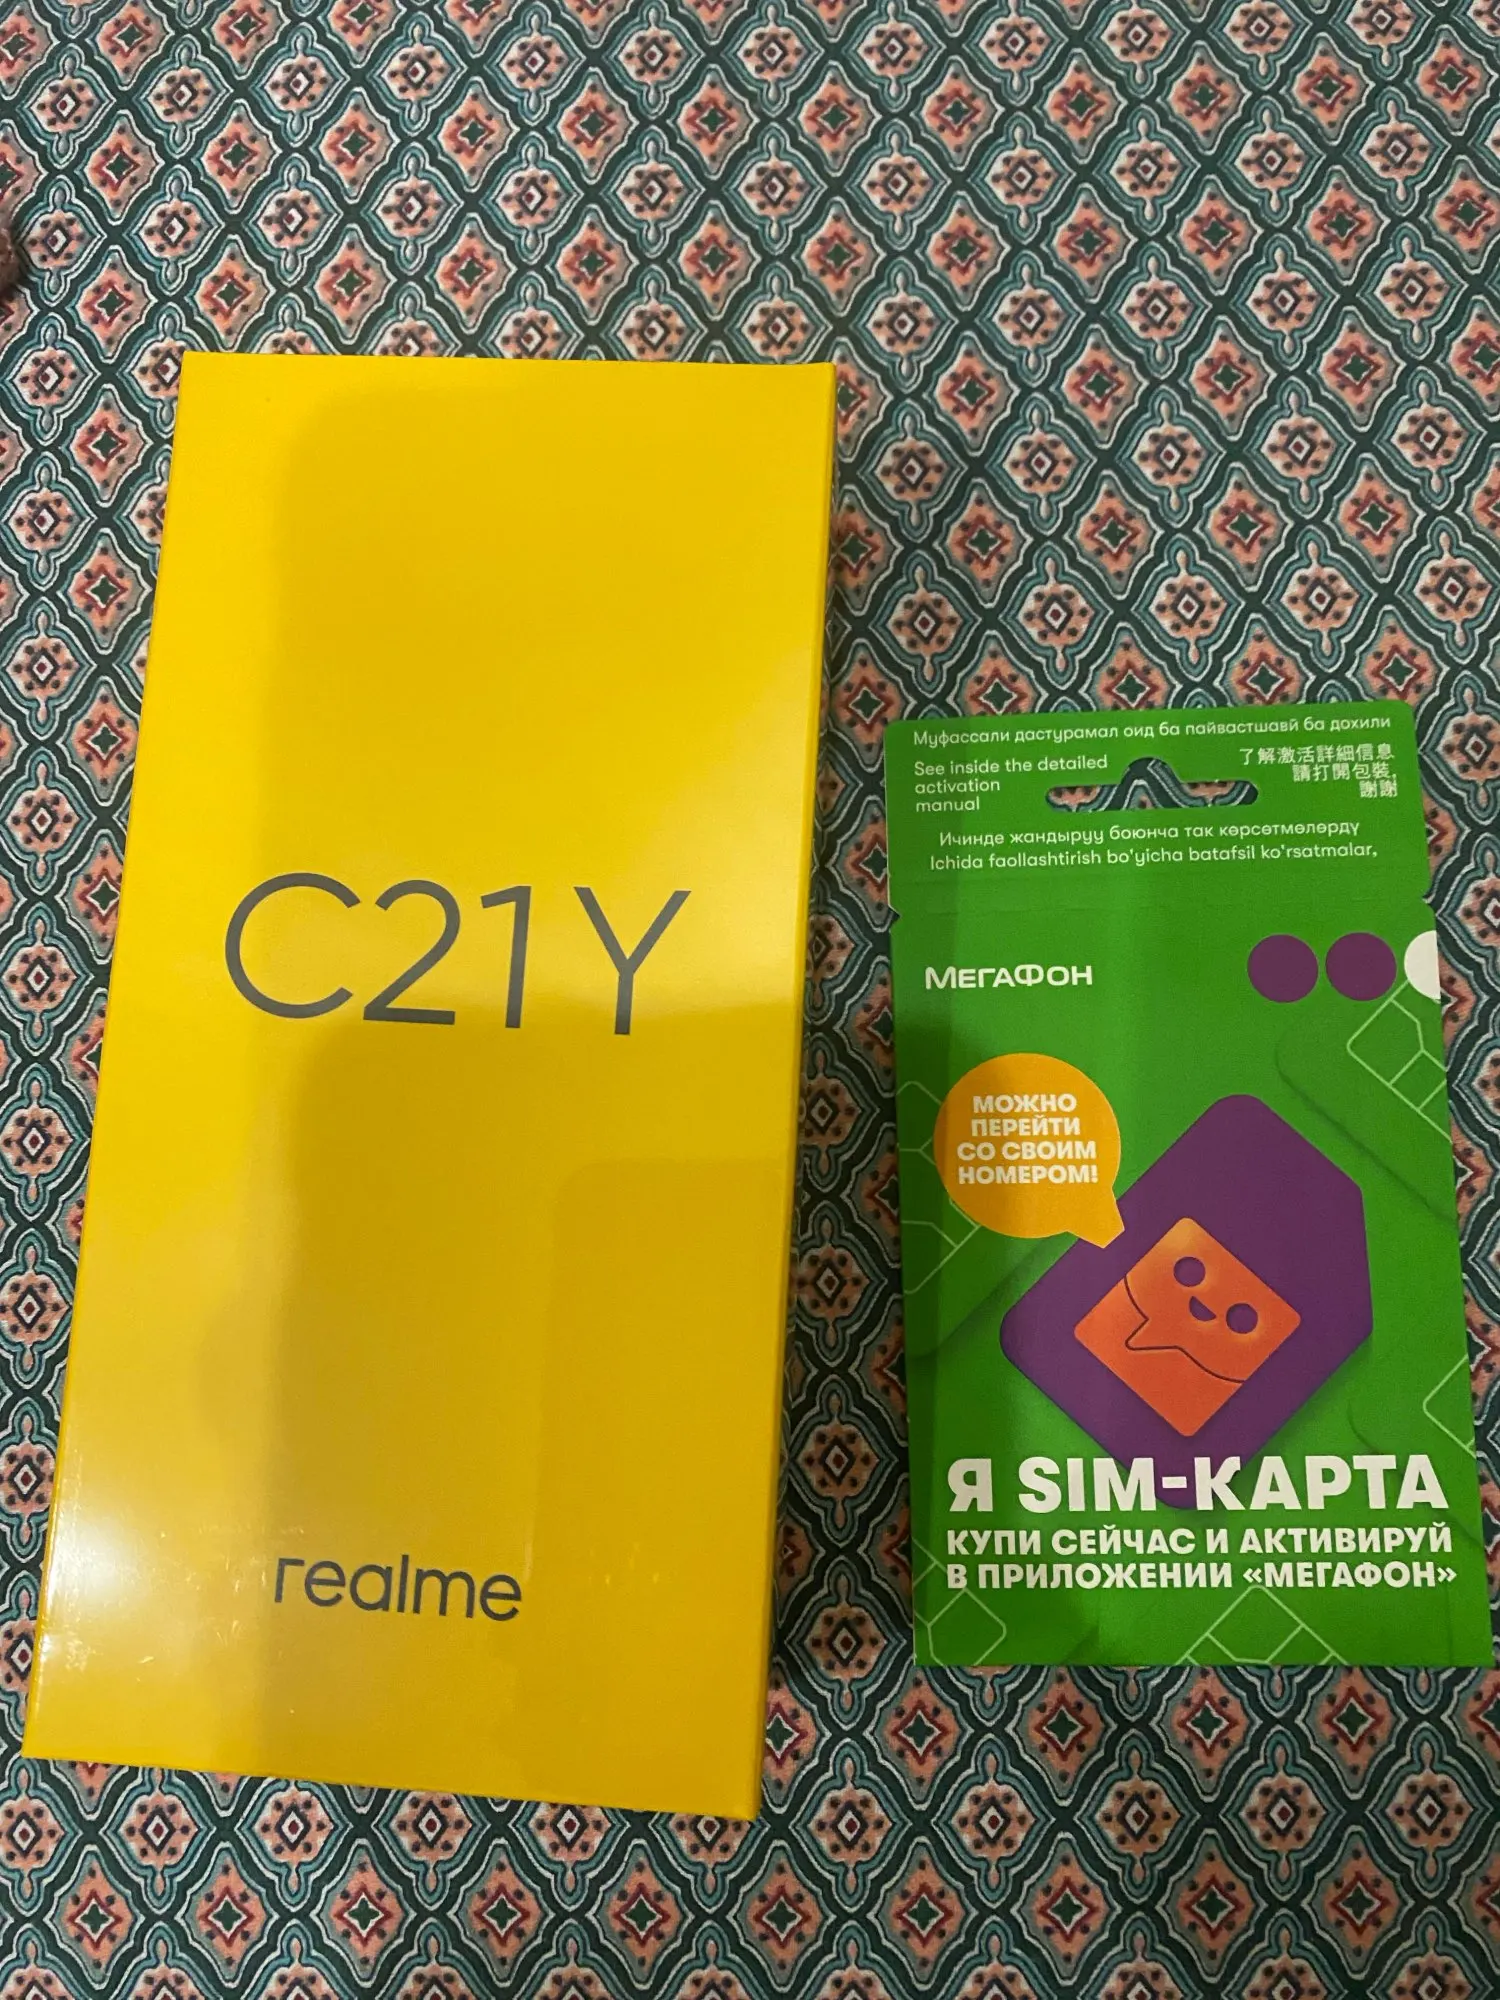 C21Y
realme
Муфассали дастурамал оид ба пайвастшавй ба дохили
See inside the detailed
activation
manual
了解激活詳細信息
請打開包裝,
謝謝
Ичинде жандыруу боюнча так көрсөтмөлөрдү
Ichida faollashtirish bo'yicha batafsil ko'rsatmalar,
МЕГАФОН
МОЖНО
ПЕРЕЙТИ
СО СВОИМ
НОМЕРОМ!
Я SIM-КАРТА
КУПИ СЕЙЧАС И АКТИВИРУЙ
В ПРИЛОЖЕНИИ «МЕГАФОН»